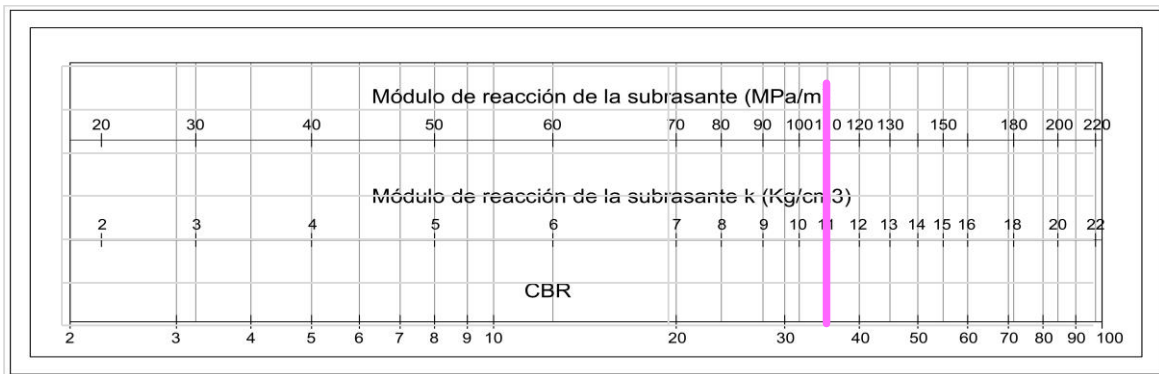 Módulo de reacción de la subrasante (MPa/m
20 30 40 50 60 70 80 90 100 110 120 130 150 180 200 220
Módulo de reacción de la subrasante k (Kg/cm3)
2 3 4 5 6 7 8 9 10 11 12 13 14 15 16 18 20 22
CBR
2 3 4 5 6 7 8 9 10 20 30 40 50 60 70 80 90 100